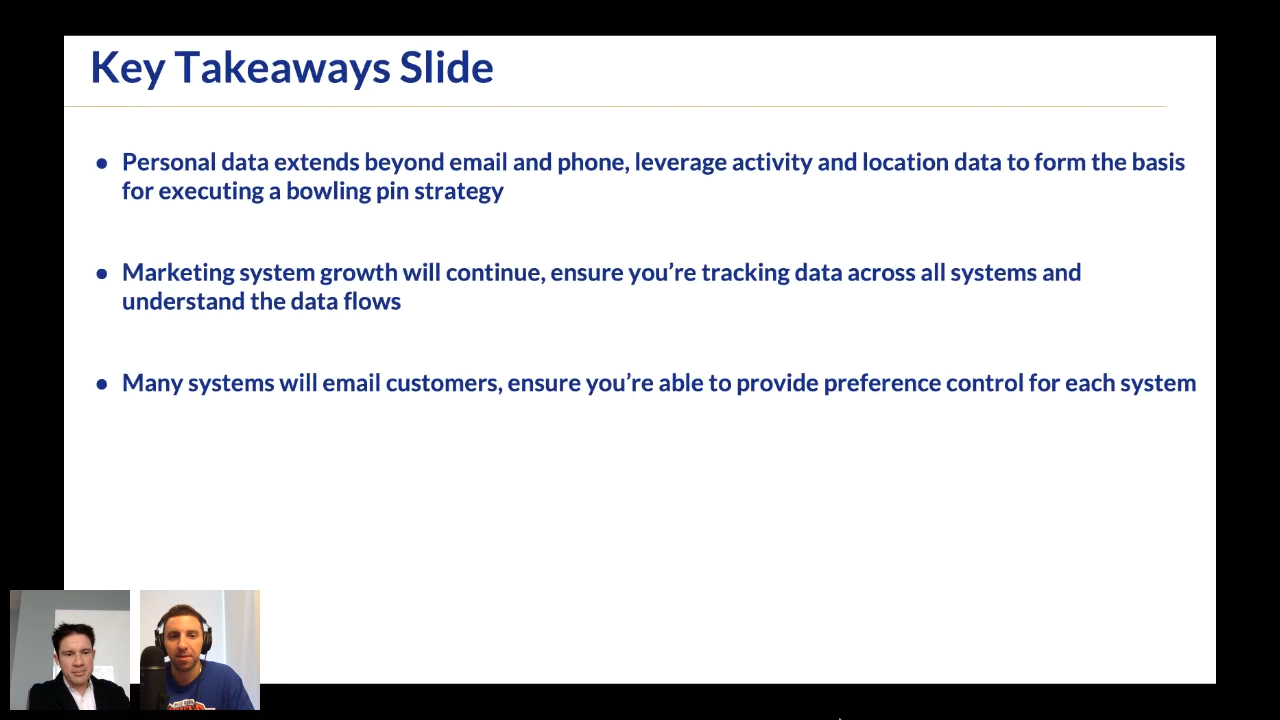 Key Takeaways Slide
● Personal data extends beyond email and phone, leverage activity and location data to form the basis
for executing a bowling pin strategy
● Marketing system growth will continue, ensure you’re tracking data across all systems and
understand the data flows
● Many systems will email customers, ensure you’re able to provide preference control for each system